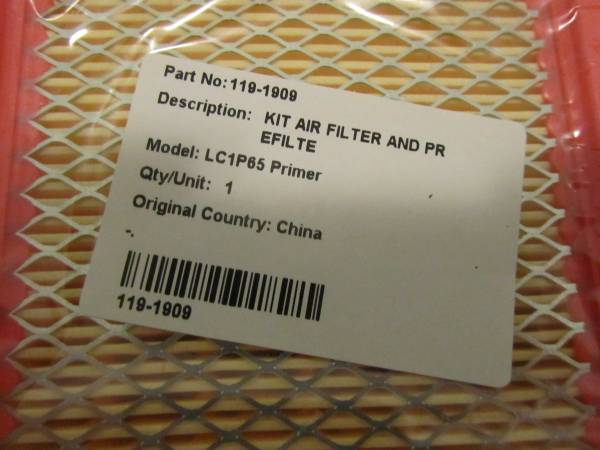 Part No: 119-1909
Description: KIT AIR FILTER AND PR
EFILTE
Model: LC1P65 Primer
Qty/Unit: 1
Original Country: China
119-1909